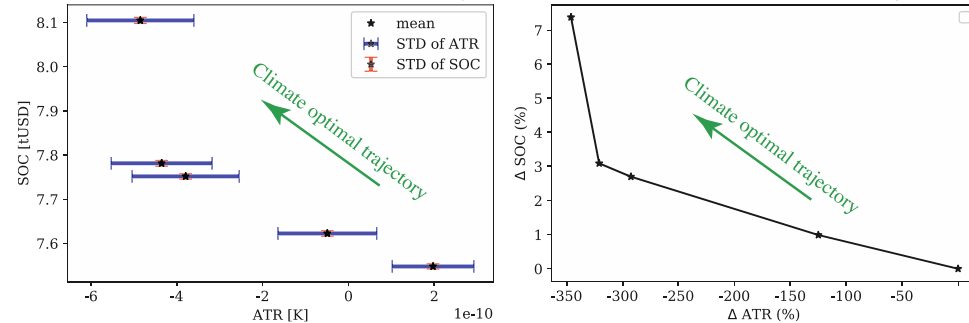 8.1
8.0
7.9
7.8
7.7
7.6
SOC [tUSD]
-6
-4
-2
0
2
ATR [K]
1e-10
mean
STD of ATR
STD of SOC
Climate optimal trajectory
7
6
5
4
3
2
1
0
Δ SOC (%)
-350
-300
-250
-200
-150
-100
-50
0
Δ ATR (%)
Climate optimal trajectory